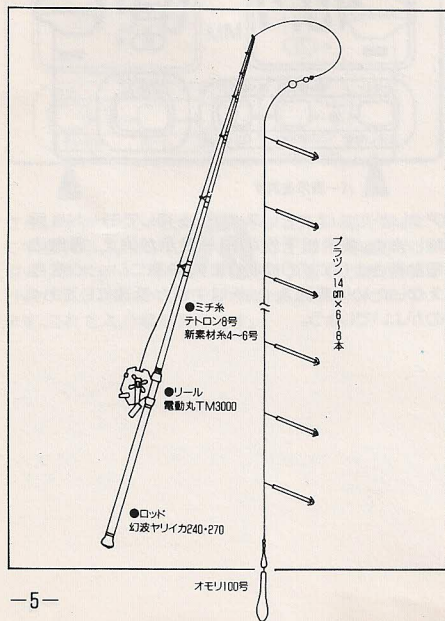 ●ミチ糸
テトロン8号
新素材糸4〜6号
プラヅノ14cm×6〜8本
●リール
電動丸TM3000
●ロッド
幻波ヤリイカ240・270
オモリ100号
—5—